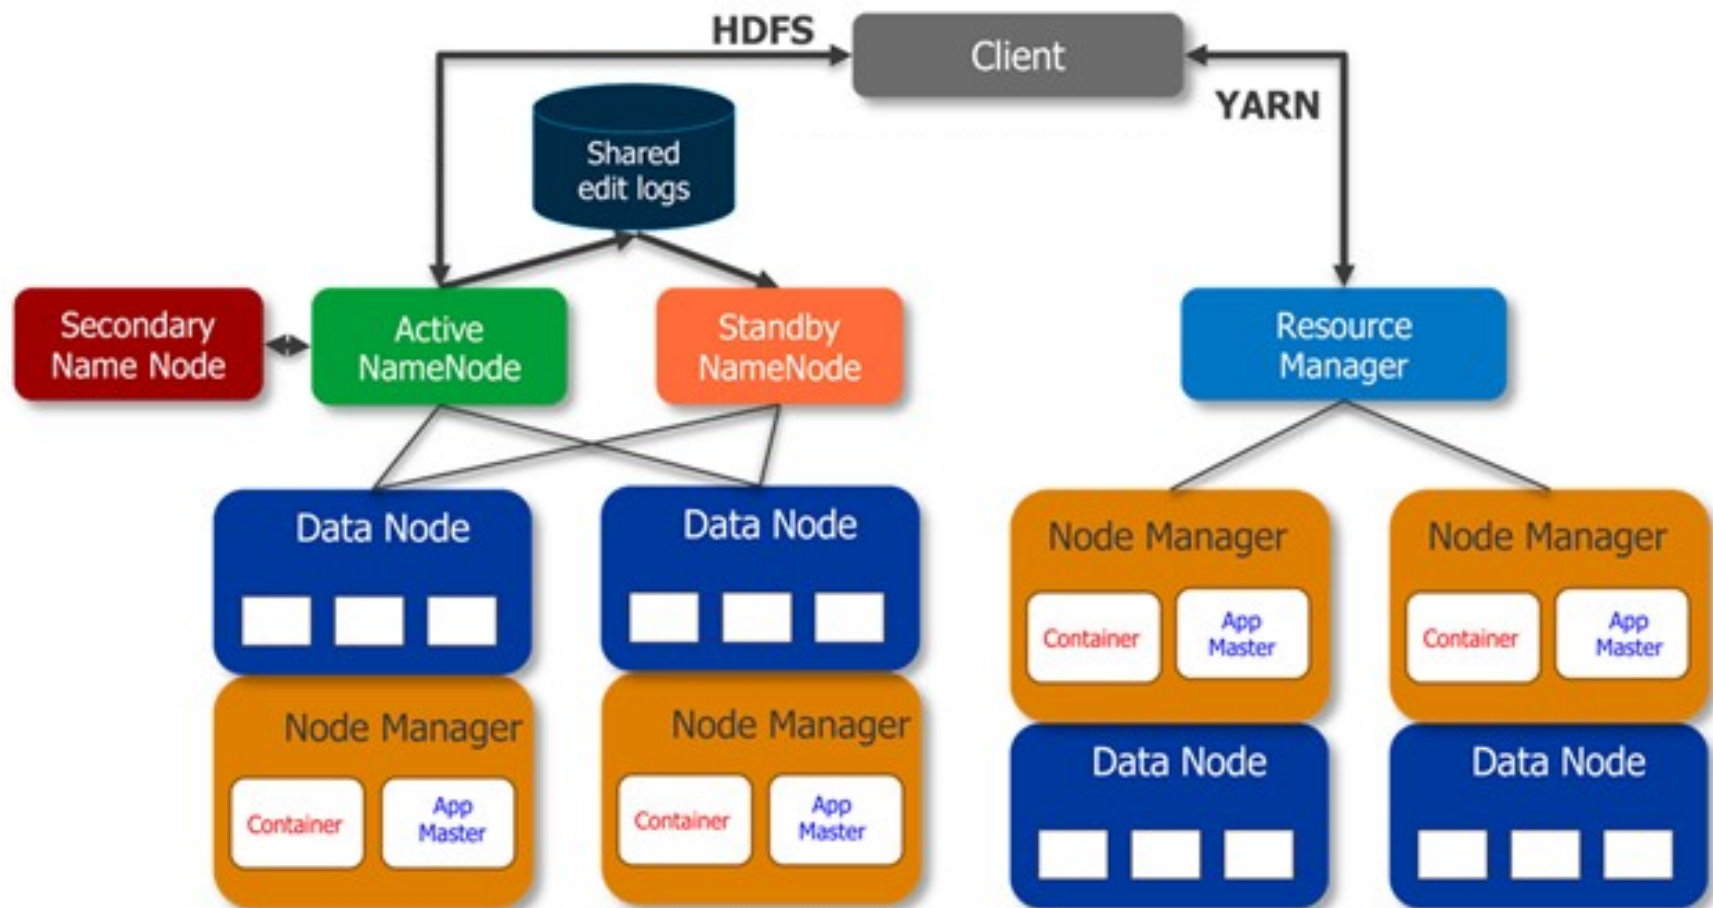 HDFS
Client
YARN
Shared
edit logs
Secondary
Name Node
Active
NameNode
Standby
NameNode
Resource
Manager
Data Node
Data Node
Node Manager
Container
App
Master
Node Manager
Container
App
Master
Node Manager
Container
App
Master
Node Manager
Container
App
Master
Data Node
Data Node